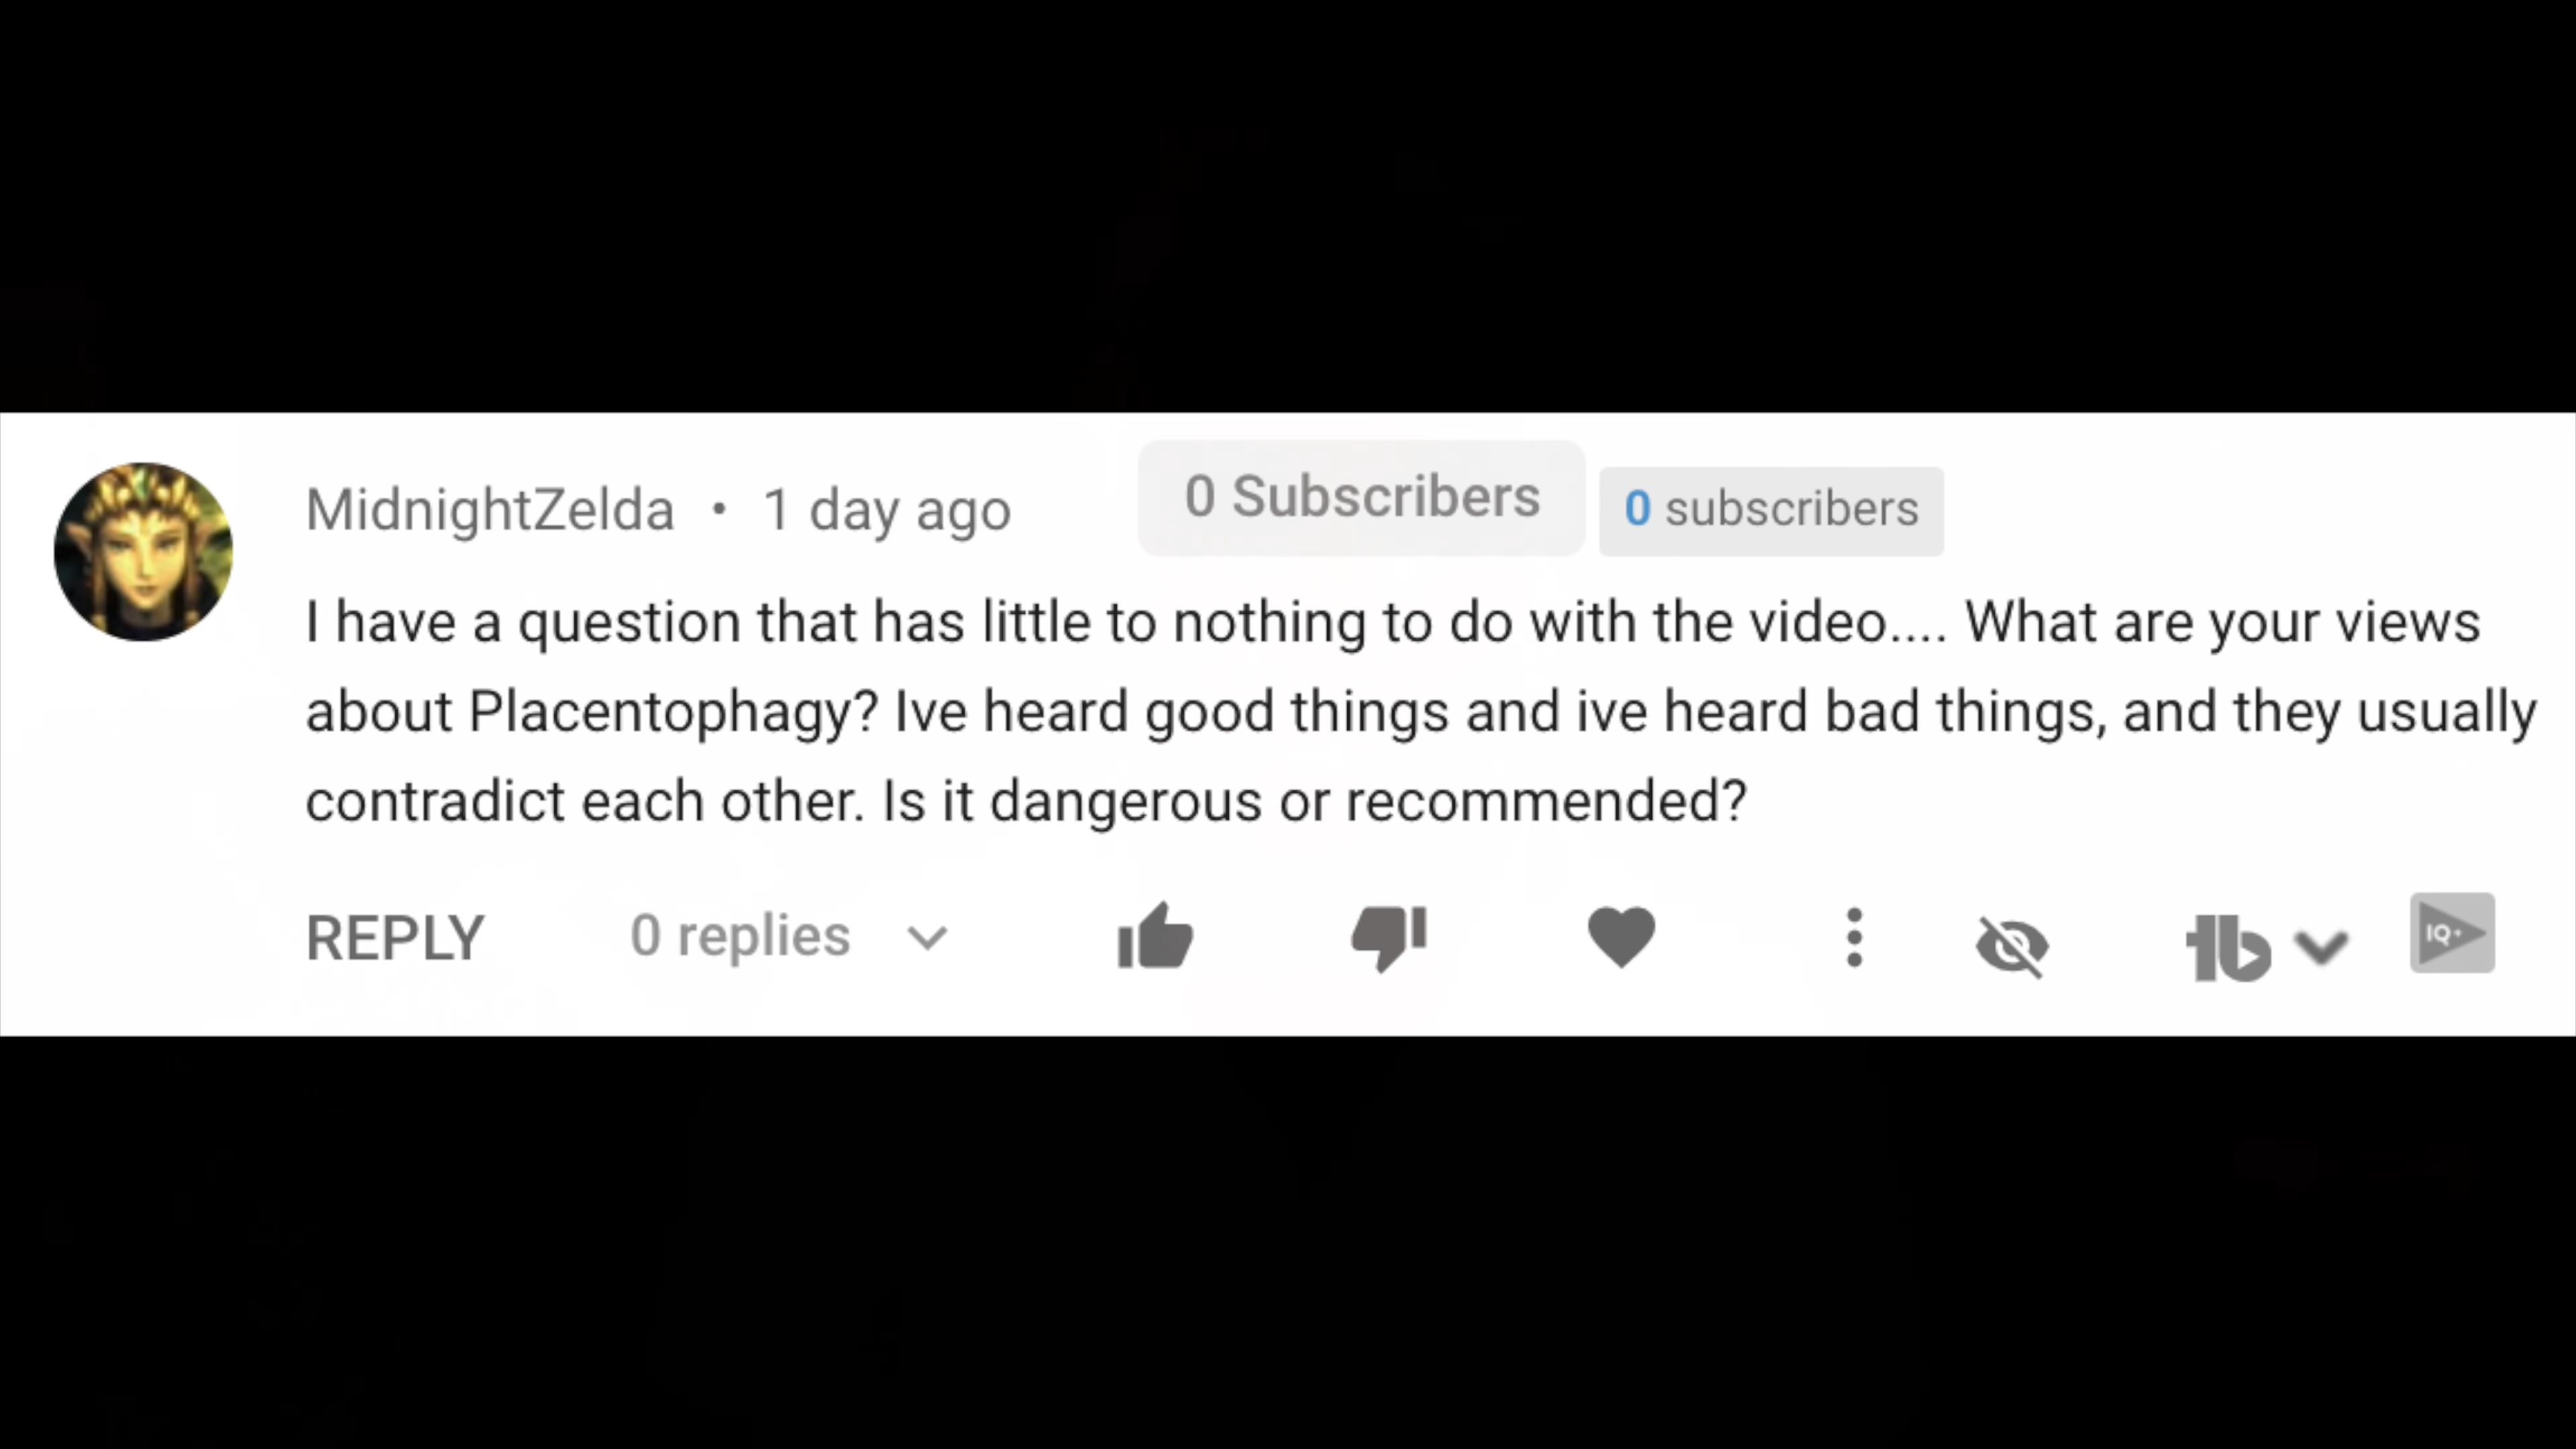 MidnightZelda • 1 day ago 0 Subscribers 0 subscribers
I have a question that has little to nothing to do with the video.... What are your views
about Placentophagy? Ive heard good things and ive heard bad things, and they usually
contradict each other. Is it dangerous or recommended?
REPLY 0 replies tb IQ+